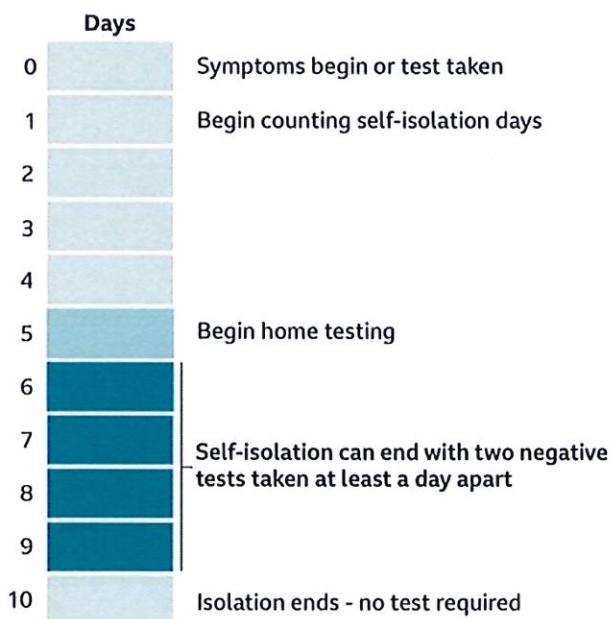 Days
0 Symptoms begin or test taken
1 Begin counting self-isolation days
2
3
4
5 Begin home testing
6
7
Self-isolation can end with two negative
tests taken at least a day apart
8
9
10 Isolation ends - no test required